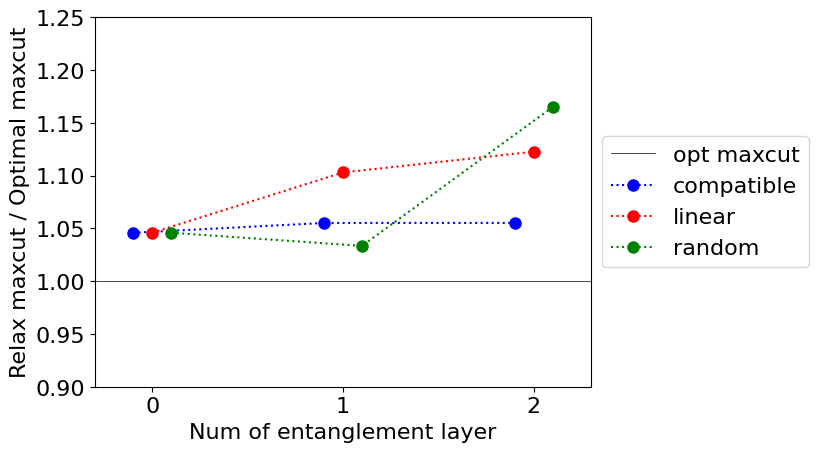 Relax maxcut / Optimal maxcut
1.25
1.20
1.15
1.10
1.05
1.00
0.95
0.90
0
1
2
Num of entanglement layer
opt maxcut
compatible
linear
random